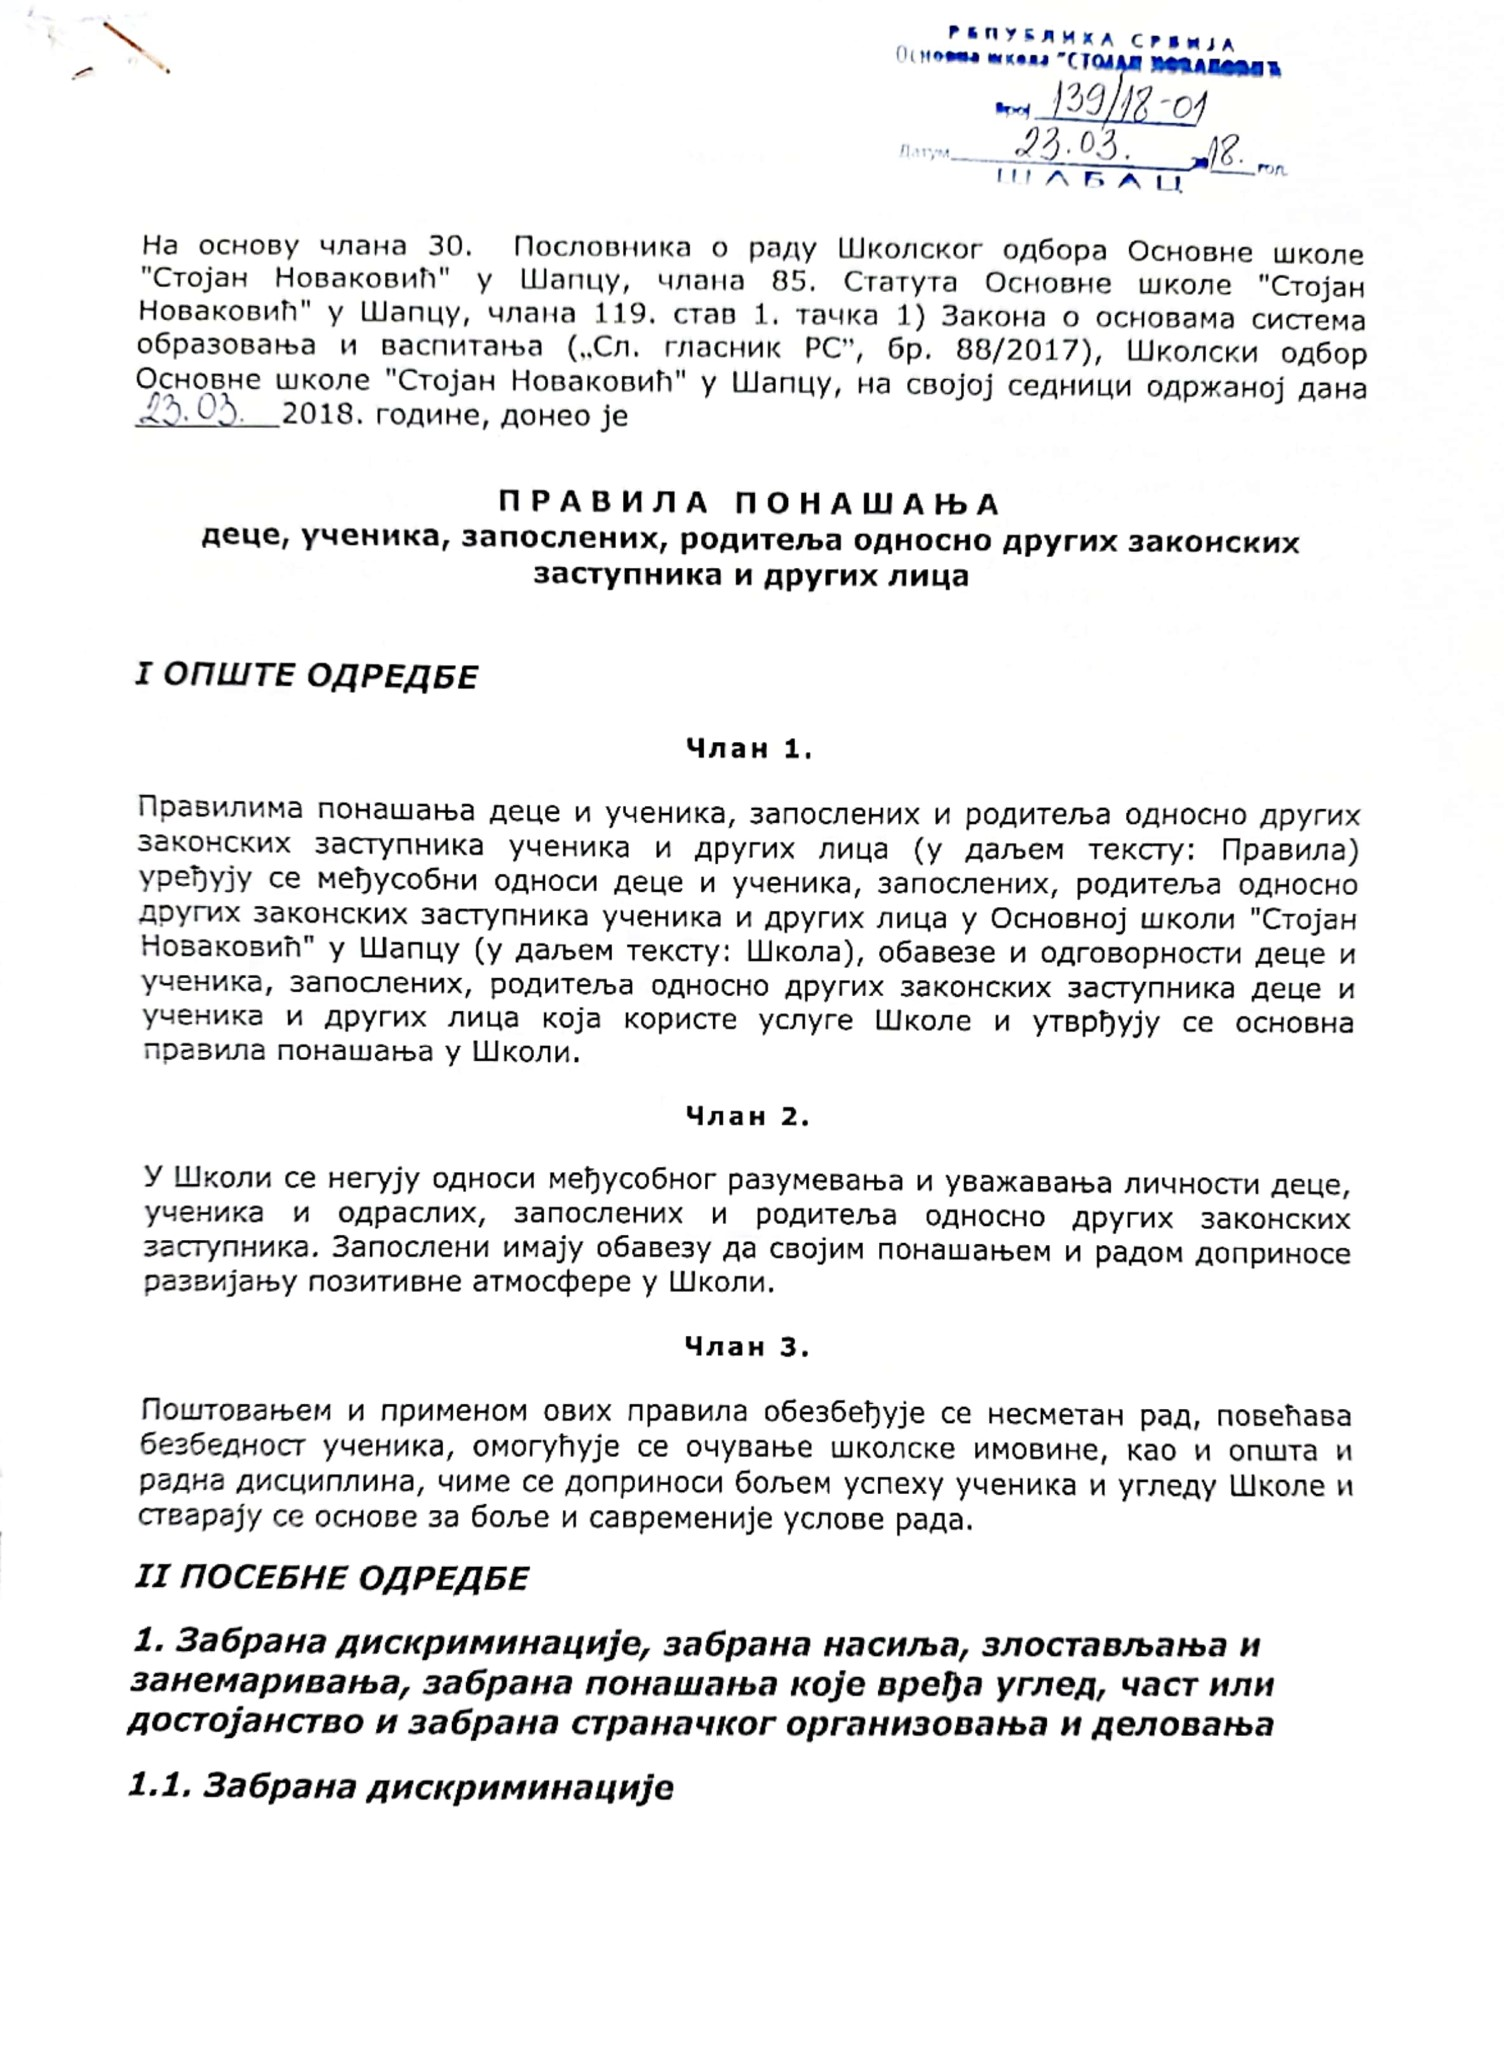 РЕПУБЛИКА СРБИЈА
Основна школа "СТОЈАН НОВАКОВИЋ
Број 139/18-01
Датум 23.03. 18. год.
ШАБАЦ
На основу члана 30. Пословника о раду Школског одбора Основне школе
"Стојан Новаковић" у Шапцу, члана 85. Статута Основне школе "Стојан
Новаковић" у Шапцу, члана 119. став 1. тачка 1) Закона о основама система
образовања и васпитања („Сл. гласник РС”, бр. 88/2017), Школски одбор
Основне школе "Стојан Новаковић" у Шапцу, на својој седници одржаној дана
23.03. 2018. године, донео је
П Р А В И Л А П О Н А Ш А Њ А
деце, ученика, запослених, родитеља односно других законских
заступника и других лица
I ОПШТЕ ОДРЕДБЕ
Члан 1.
Правилима понашања деце и ученика, запослених и родитеља односно других
законских заступника ученика и других лица (у даљем тексту: Правила)
уређују се међусобни односи деце и ученика, запослених, родитеља односно
других законских заступника ученика и других лица у Основној школи "Стојан
Новаковић" у Шапцу (у даљем тексту: Школа), обавезе и одговорности деце и
ученика, запослених, родитеља односно других законских заступника деце и
ученика и других лица која користе услуге Школе и утврђују се основна
правила понашања у Школи.
Члан 2.
У Школи се негују односи међусобног разумевања и уважавања личности деце,
ученика и одраслих, запослених и родитеља односно других законских
заступника. Запослени имају обавезу да својим понашањем и радом доприносе
развијању позитивне атмосфере у Школи.
Члан 3.
Поштовањем и применом ових правила обезбеђује се несметан рад, повећава
безбедност ученика, омогућује се очување школске имовине, као и општа и
радна дисциплина, чиме се доприноси бољем успеху ученика и угледу Школе и
стварају се основе за боље и савременије услове рада.
II ПОСЕБНЕ ОДРЕДБЕ
1. Забрана дискриминације, забрана насиља, злостављања и
занемаривања, забрана понашања које вређа углед, част или
достојанство и забрана страначког организовања и деловања
1.1. Забрана дискриминације